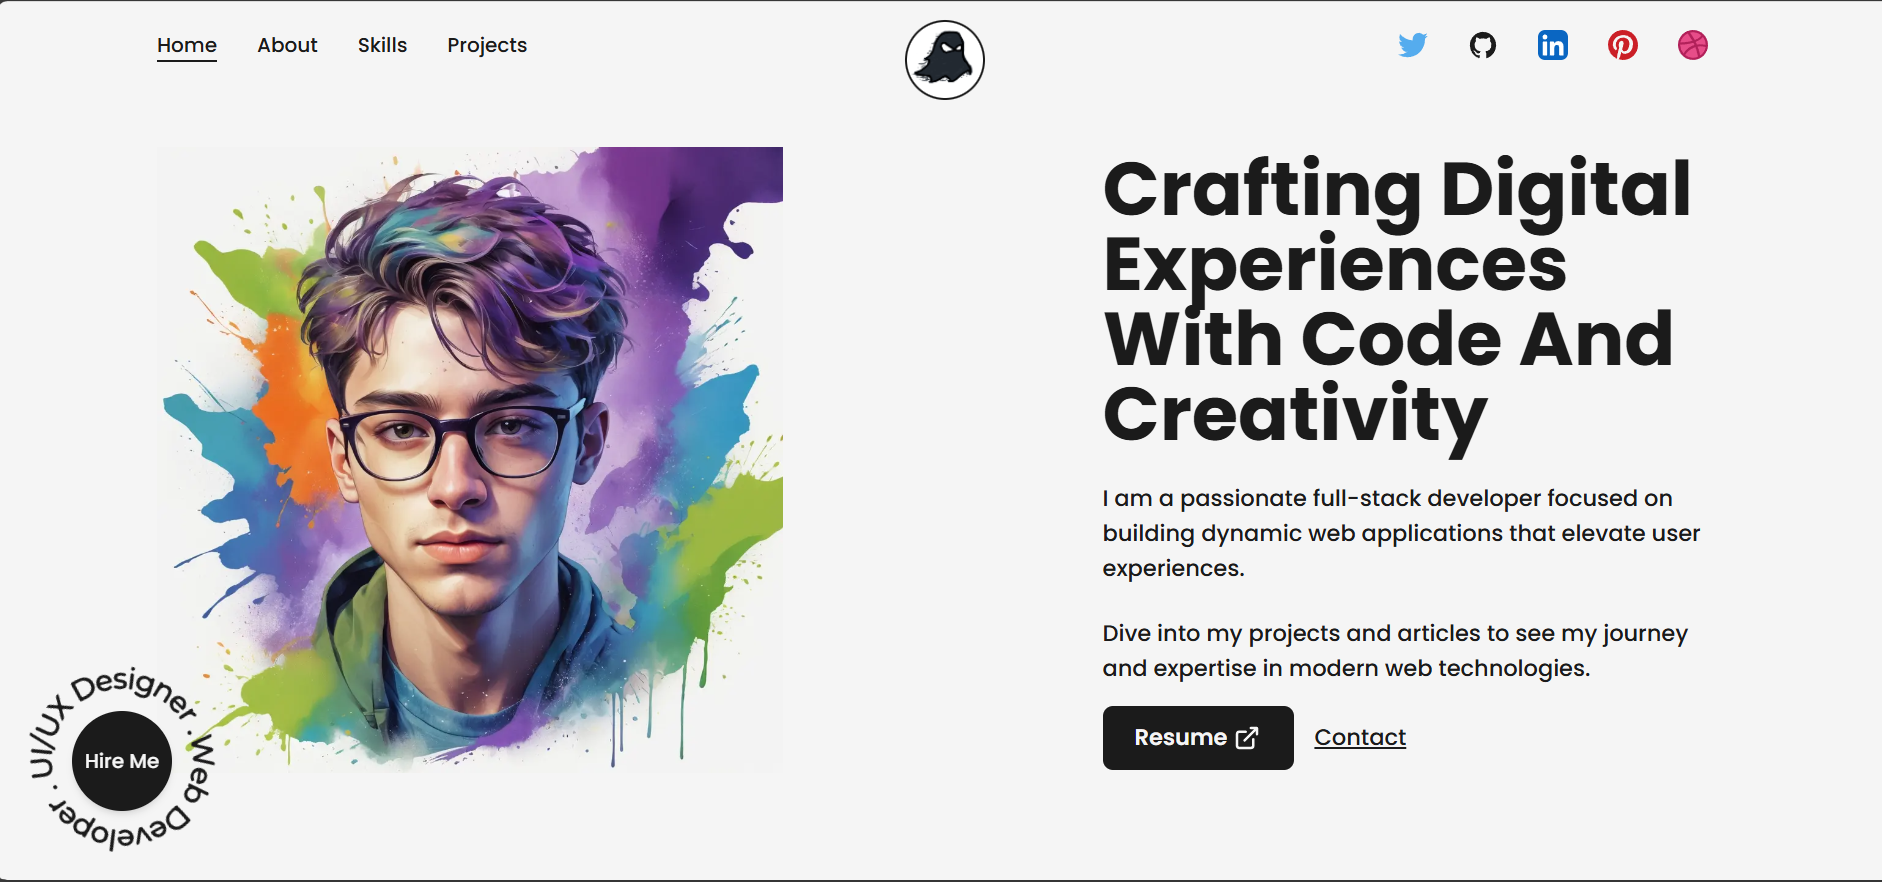 Home About Skills Projects
Crafting Digital
Experiences
With Code And
Creativity
I am a passionate full-stack developer focused on
building dynamic web applications that elevate user
experiences.
Dive into my projects and articles to see my journey
and expertise in modern web technologies.
Resume Contact
UI/UX Designer · Web Developer ·
Hire Me